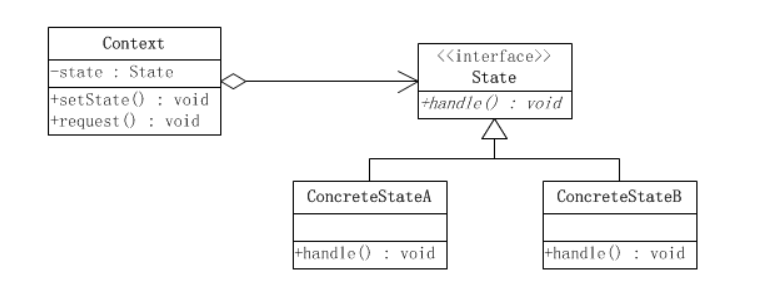 Context
-state : State
+setState() : void
+request() : void
<<interface>>
State
+handle() : void
ConcreteStateA
+handle() : void
ConcreteStateB
+handle() : void